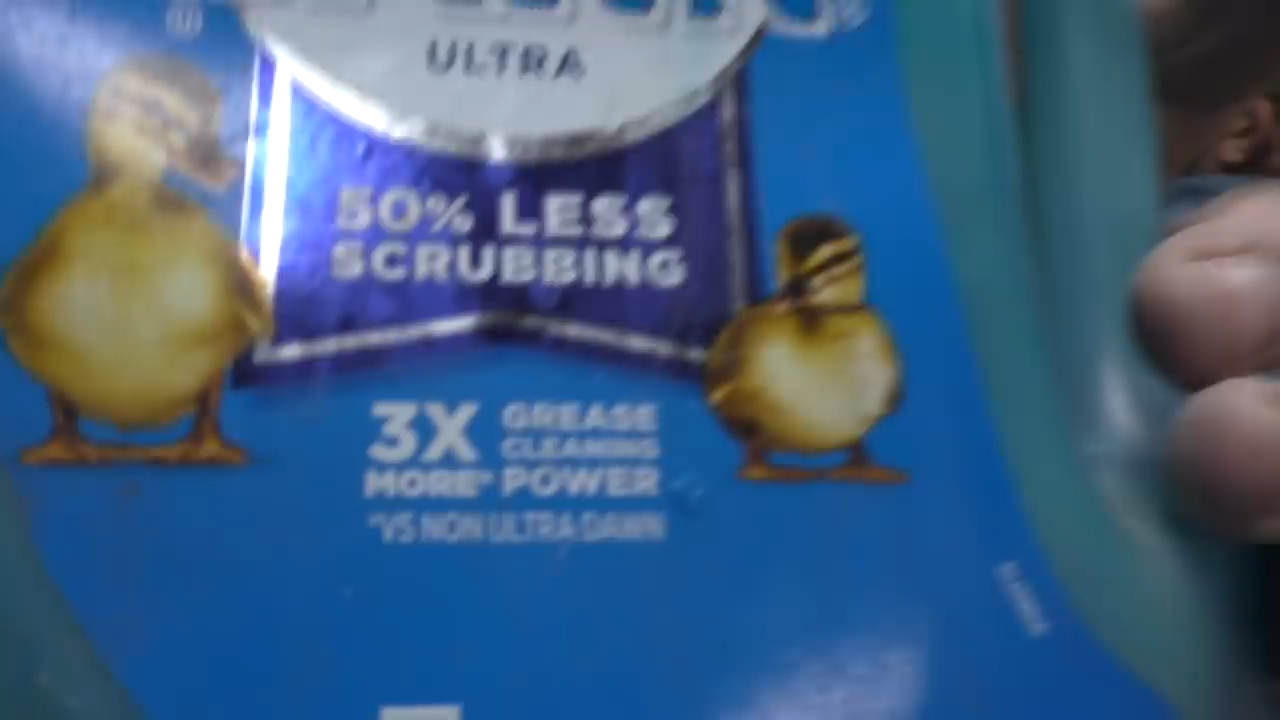 ULTRA
50% LESS
SCRUBBING
3X GREASE
CLEANING
MORE* POWER
*VS NON ULTRA DAWN